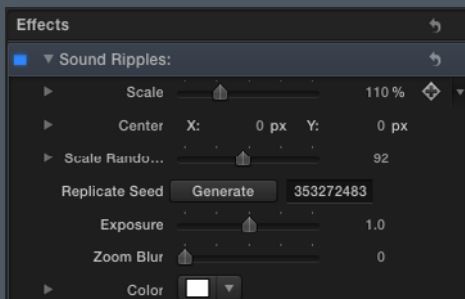 Effects
Sound Ripples:
Scale 110 %
Center X: 0 px Y: 0 px
Scale Rando... 92
Replicate Seed Generate 353272483
Exposure 1.0
Zoom Blur 0
Color